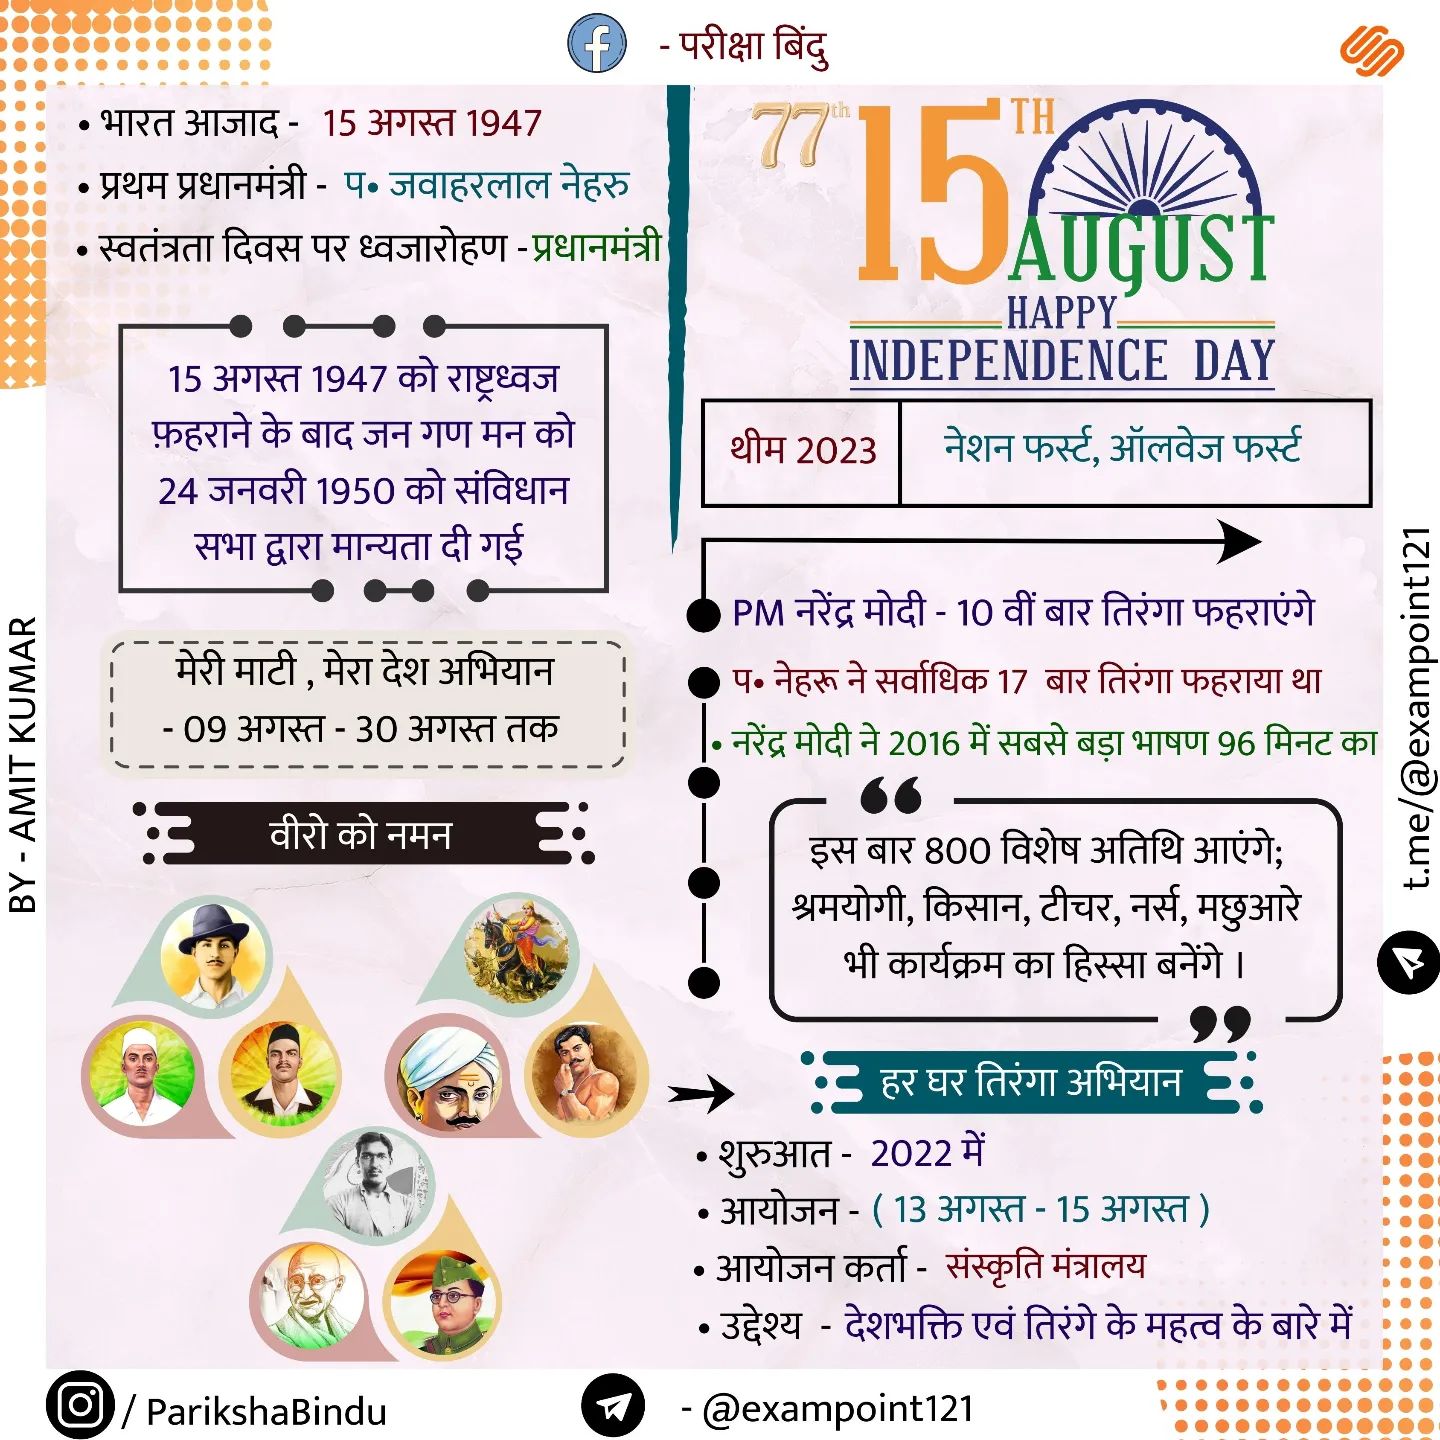 - परीक्षा बिंदु
• भारत आजाद - 15 अगस्त 1947
• प्रथम प्रधानमंत्री - प• जवाहरलाल नेहरु
• स्वतंत्रता दिवस पर ध्वजारोहण - प्रधानमंत्री
15 अगस्त 1947 को राष्ट्रध्वज
फ़हराने के बाद जन गण मन को
24 जनवरी 1950 को संविधान
सभा द्वारा मान्यता दी गई
मेरी माटी , मेरा देश अभियान
- 09 अगस्त - 30 अगस्त तक
वीरो को नमन
77th
15TH
AUGUST
HAPPY
INDEPENDENCE DAY
थीम 2023 नेशन फर्स्ट, ऑलवेज फर्स्ट
PM नरेंद्र मोदी - 10 वीं बार तिरंगा फहराएंगे
प• नेहरू ने सर्वाधिक 17 बार तिरंगा फहराया था
• नरेंद्र मोदी ने 2016 में सबसे बड़ा भाषण 96 मिनट का
इस बार 800 विशेष अतिथि आएंगे;
श्रमयोगी, किसान, टीचर, नर्स, मछुआरे
भी कार्यक्रम का हिस्सा बनेंगे ।
हर घर तिरंगा अभियान
• शुरुआत - 2022 में
• आयोजन - ( 13 अगस्त - 15 अगस्त )
• आयोजन कर्ता - संस्कृति मंत्रालय
• उद्देश्य - देशभक्ति एवं तिरंगे के महत्व के बारे में
BY - AMIT KUMAR
t.me/@exampoint121
/ ParikshaBindu
- @exampoint121